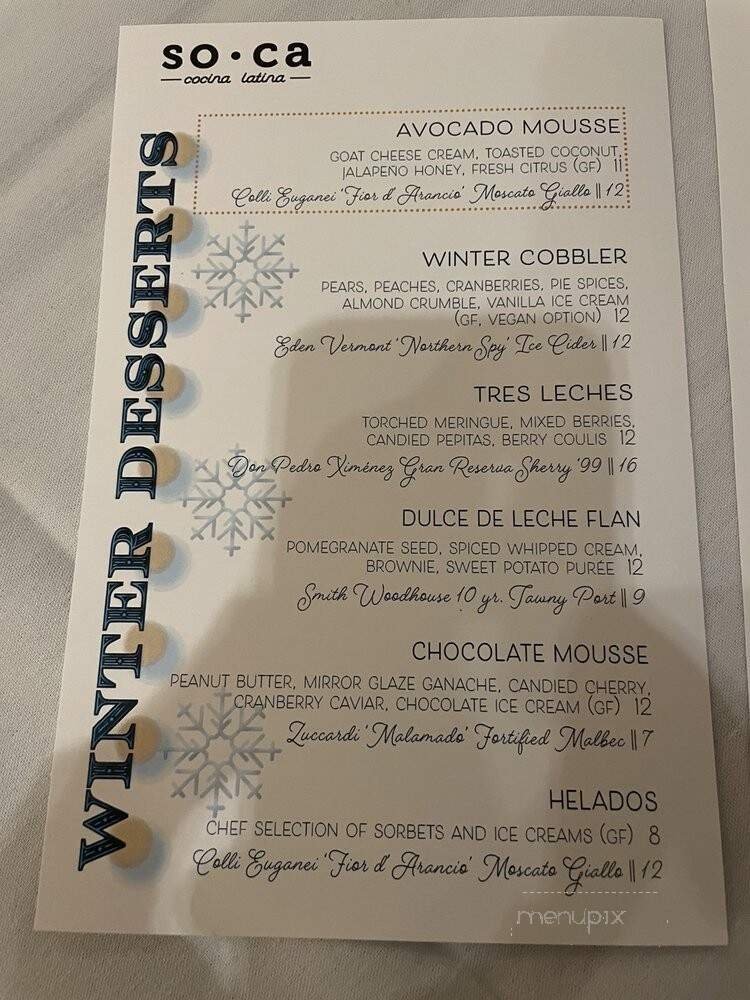 so•ca
cocina latina
WINTER DESSERTS
AVOCADO MOUSSE
GOAT CHEESE CREAM, TOASTED COCONUT,
JALAPEÑO HONEY, FRESH CITRUS (GF) 11
Colli Euganei 'Fior d' Arancio' Moscato Giallo || 12
WINTER COBBLER
PEARS, PEACHES, CRANBERRIES, PIE SPICES,
ALMOND CRUMBLE, VANILLA ICE CREAM
(GF, VEGAN OPTION) 12
Eden Vermont 'Northern Spy' Ice Cider || 12
TRES LECHES
TORCHED MERINGUE, MIXED BERRIES,
CANDIED PEPITAS, BERRY COULIS 12
Don Pedro Ximénez Gran Reserva Sherry '99 || 16
DULCE DE LECHE FLAN
POMEGRANATE SEED, SPICED WHIPPED CREAM,
BROWNIE, SWEET POTATO PURÉE 12
Smith Woodhouse 10 yr. Tawny Port || 9
CHOCOLATE MOUSSE
PEANUT BUTTER, MIRROR GLAZE GANACHE, CANDIED CHERRY,
CRANBERRY CAVIAR, CHOCOLATE ICE CREAM (GF) 12
Zuccardi 'Malamado' Fortified Malbec || 7
HELADOS
CHEF SELECTION OF SORBETS AND ICE CREAMS (GF) 8
Colli Euganei 'Fior d' Arancio' Moscato Giallo || 12
menupix